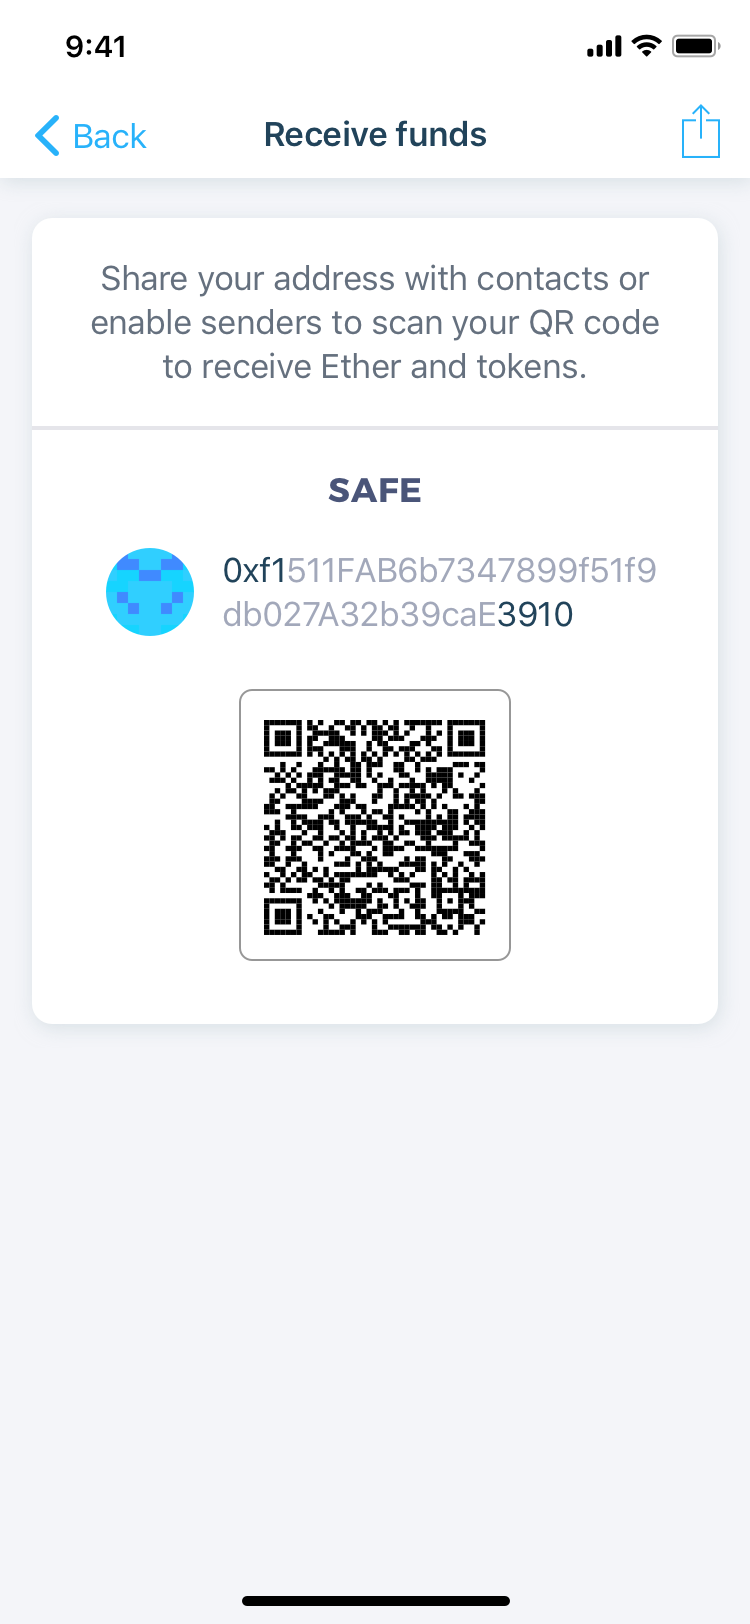 9:41
Back
Receive funds
Share your address with contacts or
enable senders to scan your QR code
to receive Ether and tokens.
SAFE
0xf1511FAB6b7347899f51f9
db027A32b39caE3910